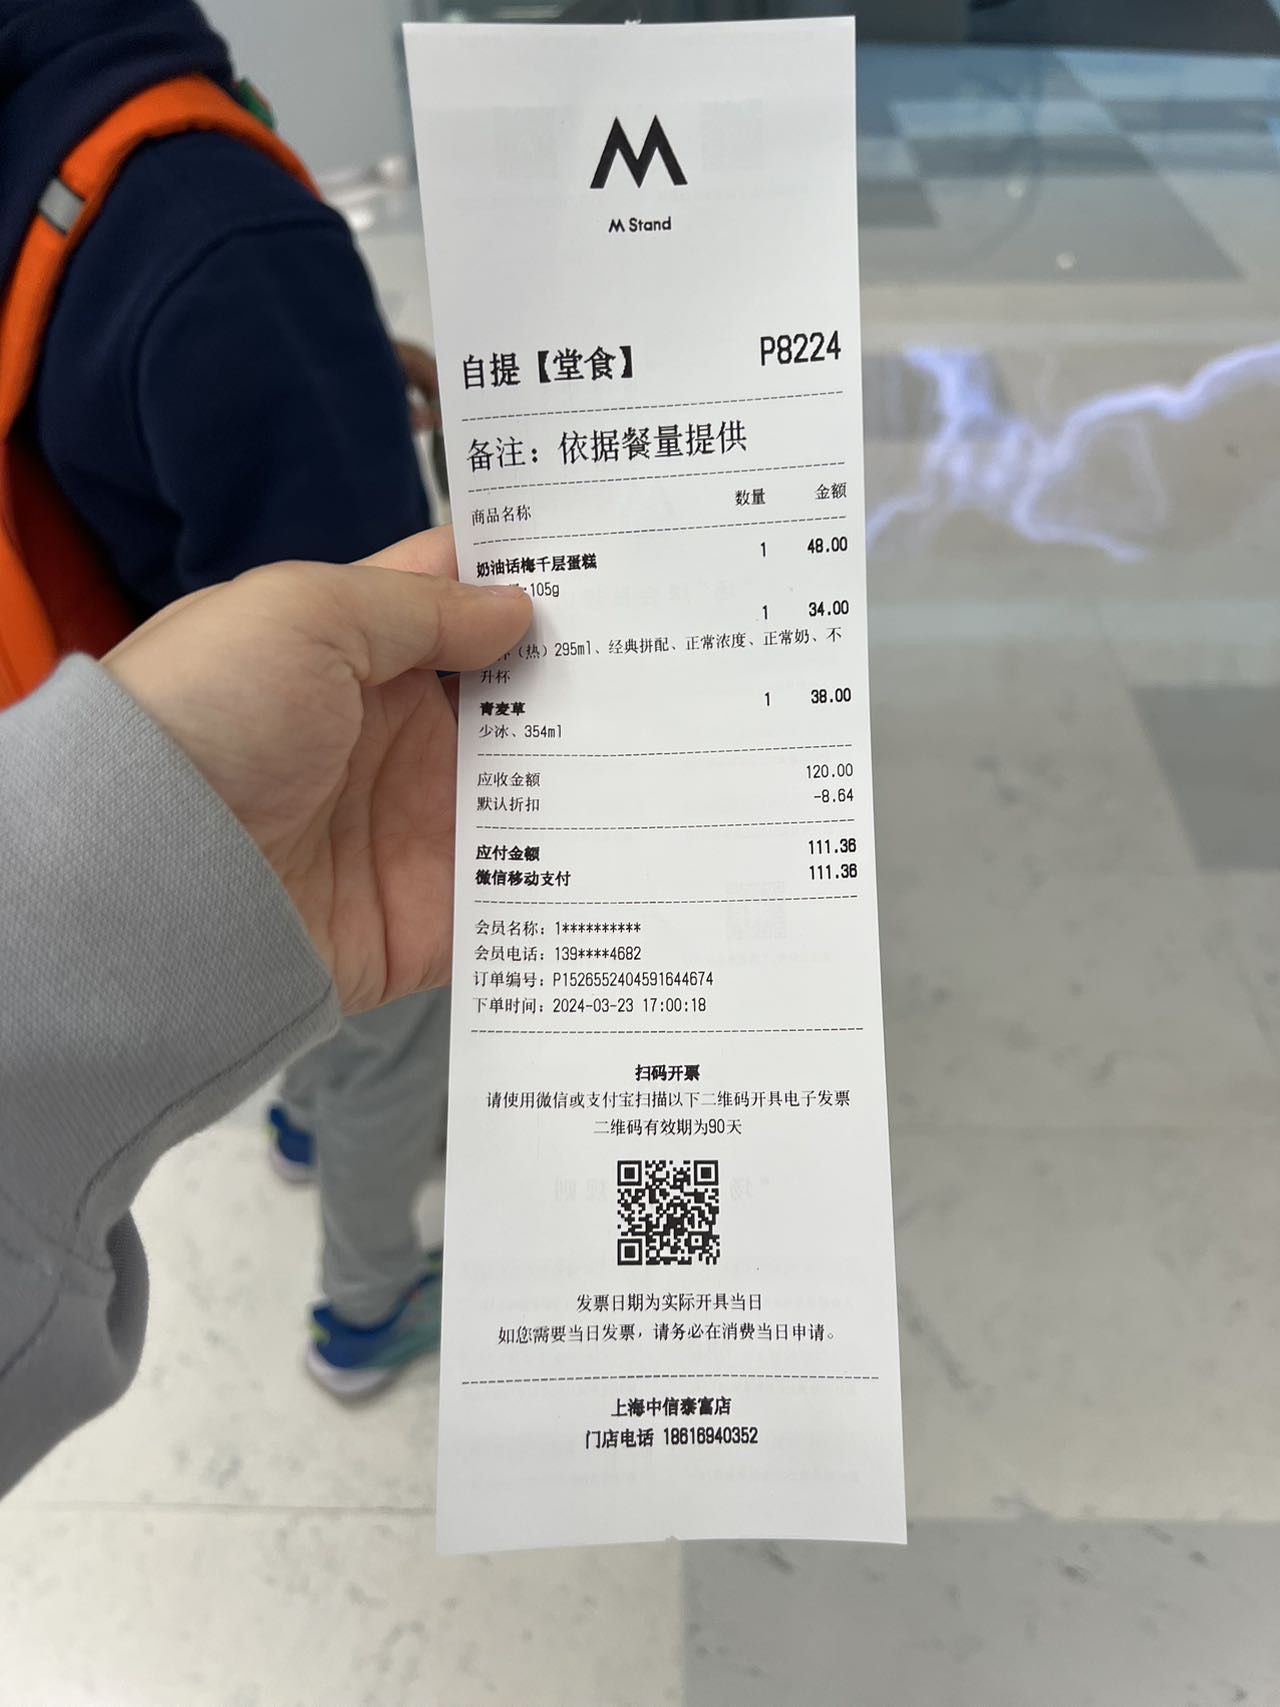 M Stand
自提【堂食】 P8224
备注：依据餐量提供
商品名称 数量 金额
奶油话梅千层蛋糕 1 48.00
105g
1 34.00
（热）295ml、经典拼配、正常浓度、正常奶、不
升杯
青麦草 1 38.00
少冰、354ml
应收金额 120.00
默认折扣 -8.64
应付金额 111.36
微信移动支付 111.36
会员名称：1**********
会员电话：139****4682
订单编号：P1526552404591644674
下单时间：2024-03-23 17:00:18
扫码开票
请使用微信或支付宝扫描以下二维码开具电子发票
二维码有效期为90天
发票日期为实际开具当日
如您需要当日发票，请务必在消费当日申请。
上海中信泰富店
门店电话 18616940352